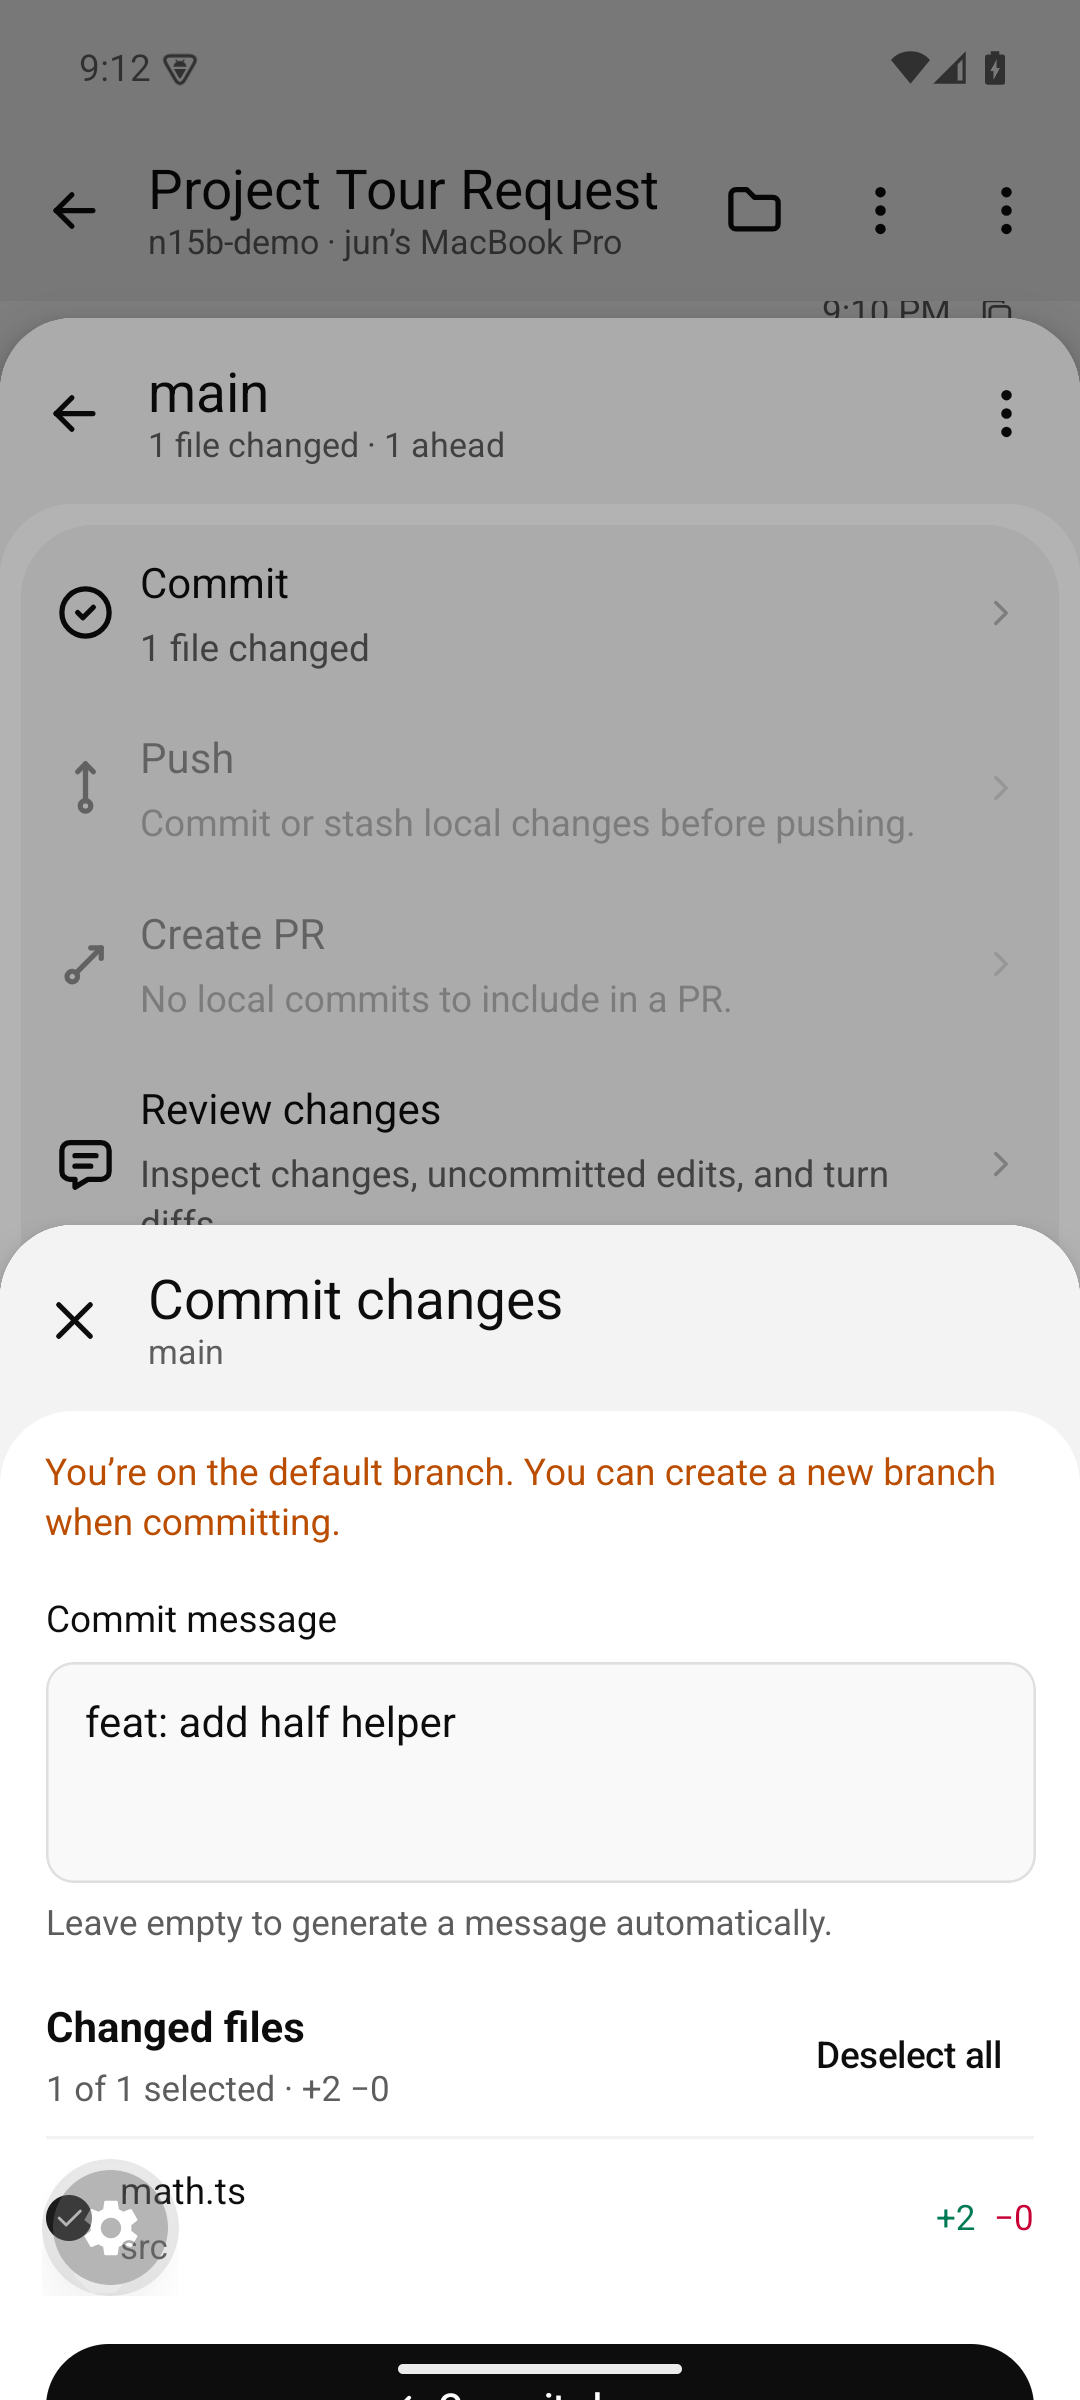 9:12
Project Tour Request
n15b-demo · jun’s MacBook Pro
9:10 PM
main
1 file changed · 1 ahead
Commit
1 file changed
Push
Commit or stash local changes before pushing.
Create PR
No local commits to include in a PR.
Review changes
Inspect changes, uncommitted edits, and turn
diffs
Commit changes
main
You’re on the default branch. You can create a new branch
when committing.
Commit message
feat: add half helper
Leave empty to generate a message automatically.
Changed files
Deselect all
1 of 1 selected · +2 −0
math.ts
src
+2 −0